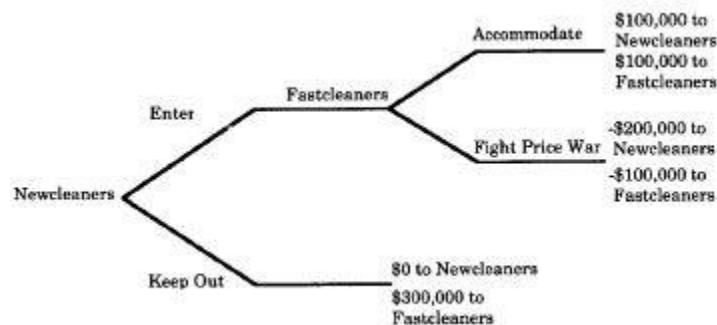 Accommodate
$100,000 to
Newcleaners
$100,000 to
Fastcleaners
Fastcleaners
Enter
Fight Price War
-$200,000 to
Newcleaners
-$100,000 to
Fastcleaners
Newcleaners
Keep Out
$0 to Newcleaners
$300,000 to
Fastcleaners